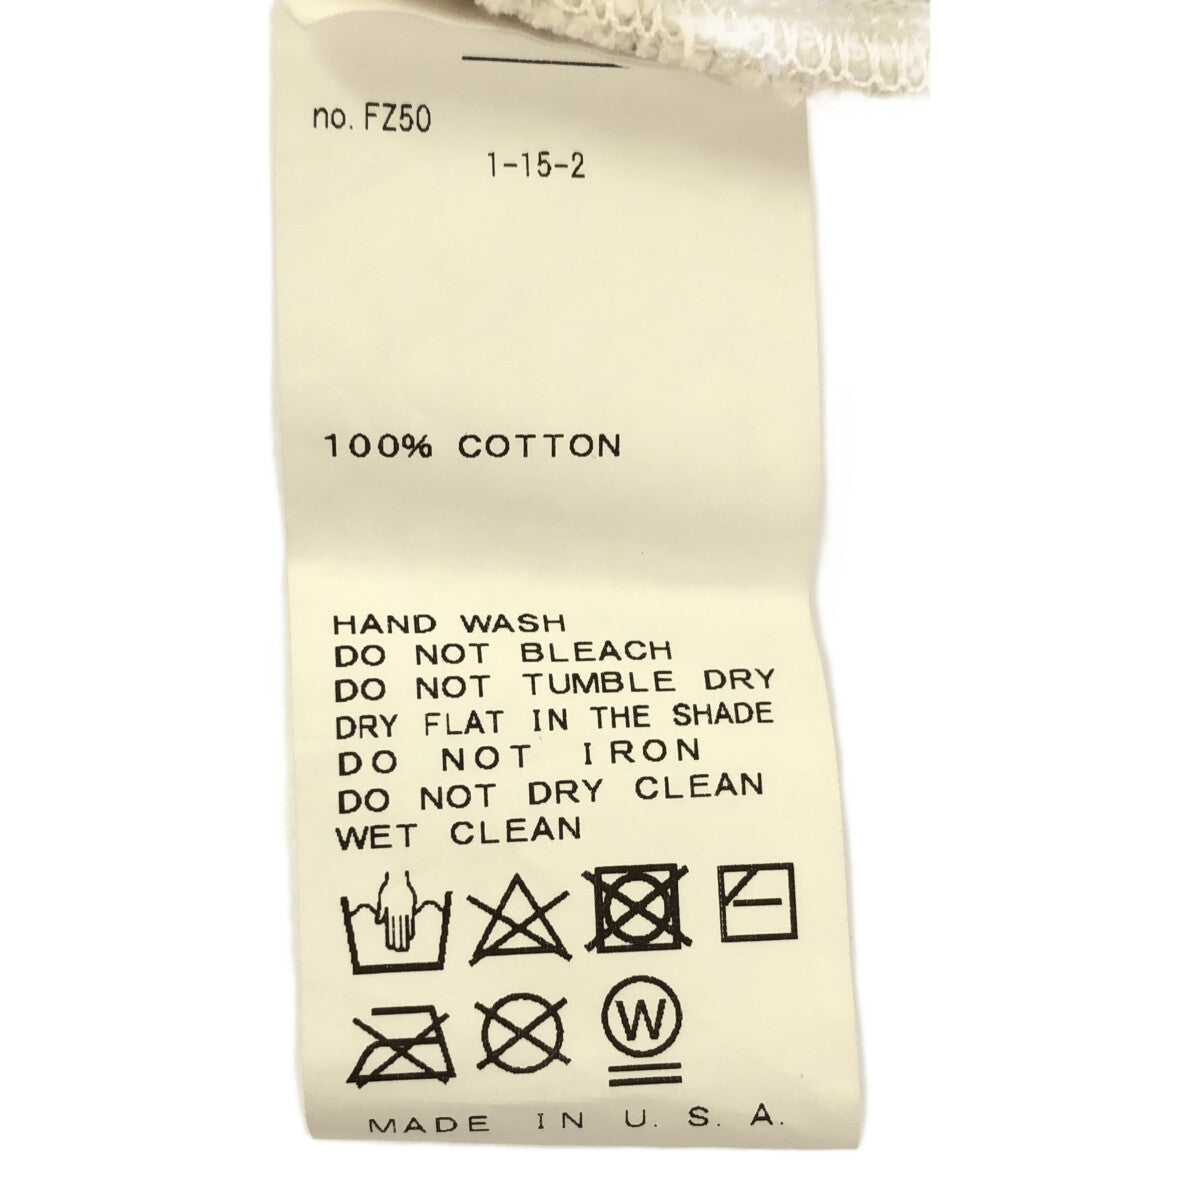 no. FZ50
1-15-2
100% COTTON
HAND WASH
DO NOT BLEACH
DO NOT TUMBLE DRY
DRY FLAT IN THE SHADE
DO NOT IRON
DO NOT DRY CLEAN
WET CLEAN
W
MADE IN U.S.A.